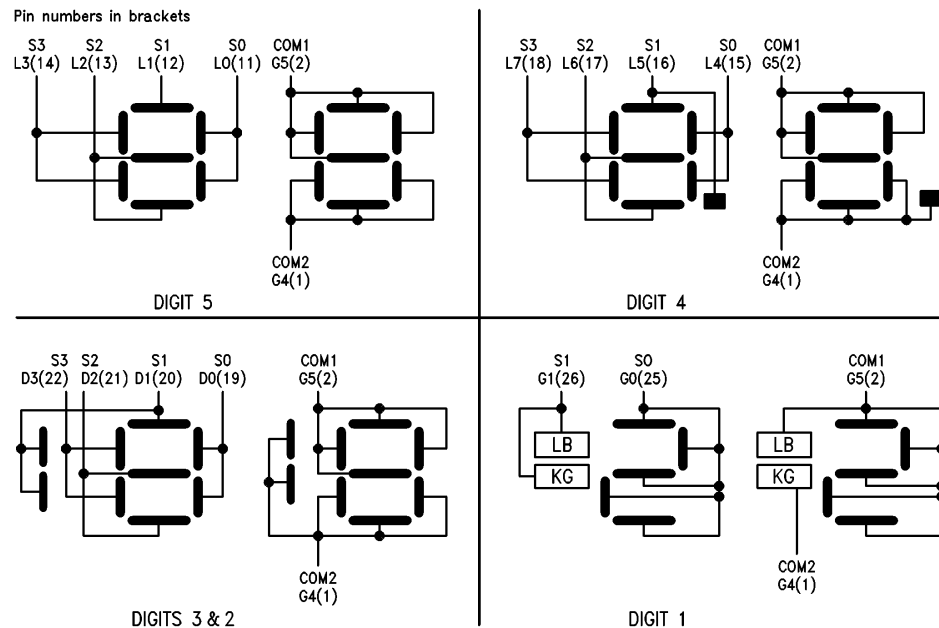 Pin numbers in brackets
S3 S2 S1 S0 COM1
L3(14) L2(13) L1(12) L0(11) G5(2)
COM2
G4(1)
DIGIT 5
S3 S2 S1 S0 COM1
L7(18) L6(17) L5(16) L4(15) G5(2)
COM2
G4(1)
DIGIT 4
S3 S2 S1 S0 COM1
D3(22) D2(21) D1(20) D0(19) G5(2)
COM2
G4(1)
DIGITS 3 & 2
S1 S0 COM1
G1(26) G0(25) G5(2)
LB LB
KG KG
COM2
G4(1)
DIGIT 1